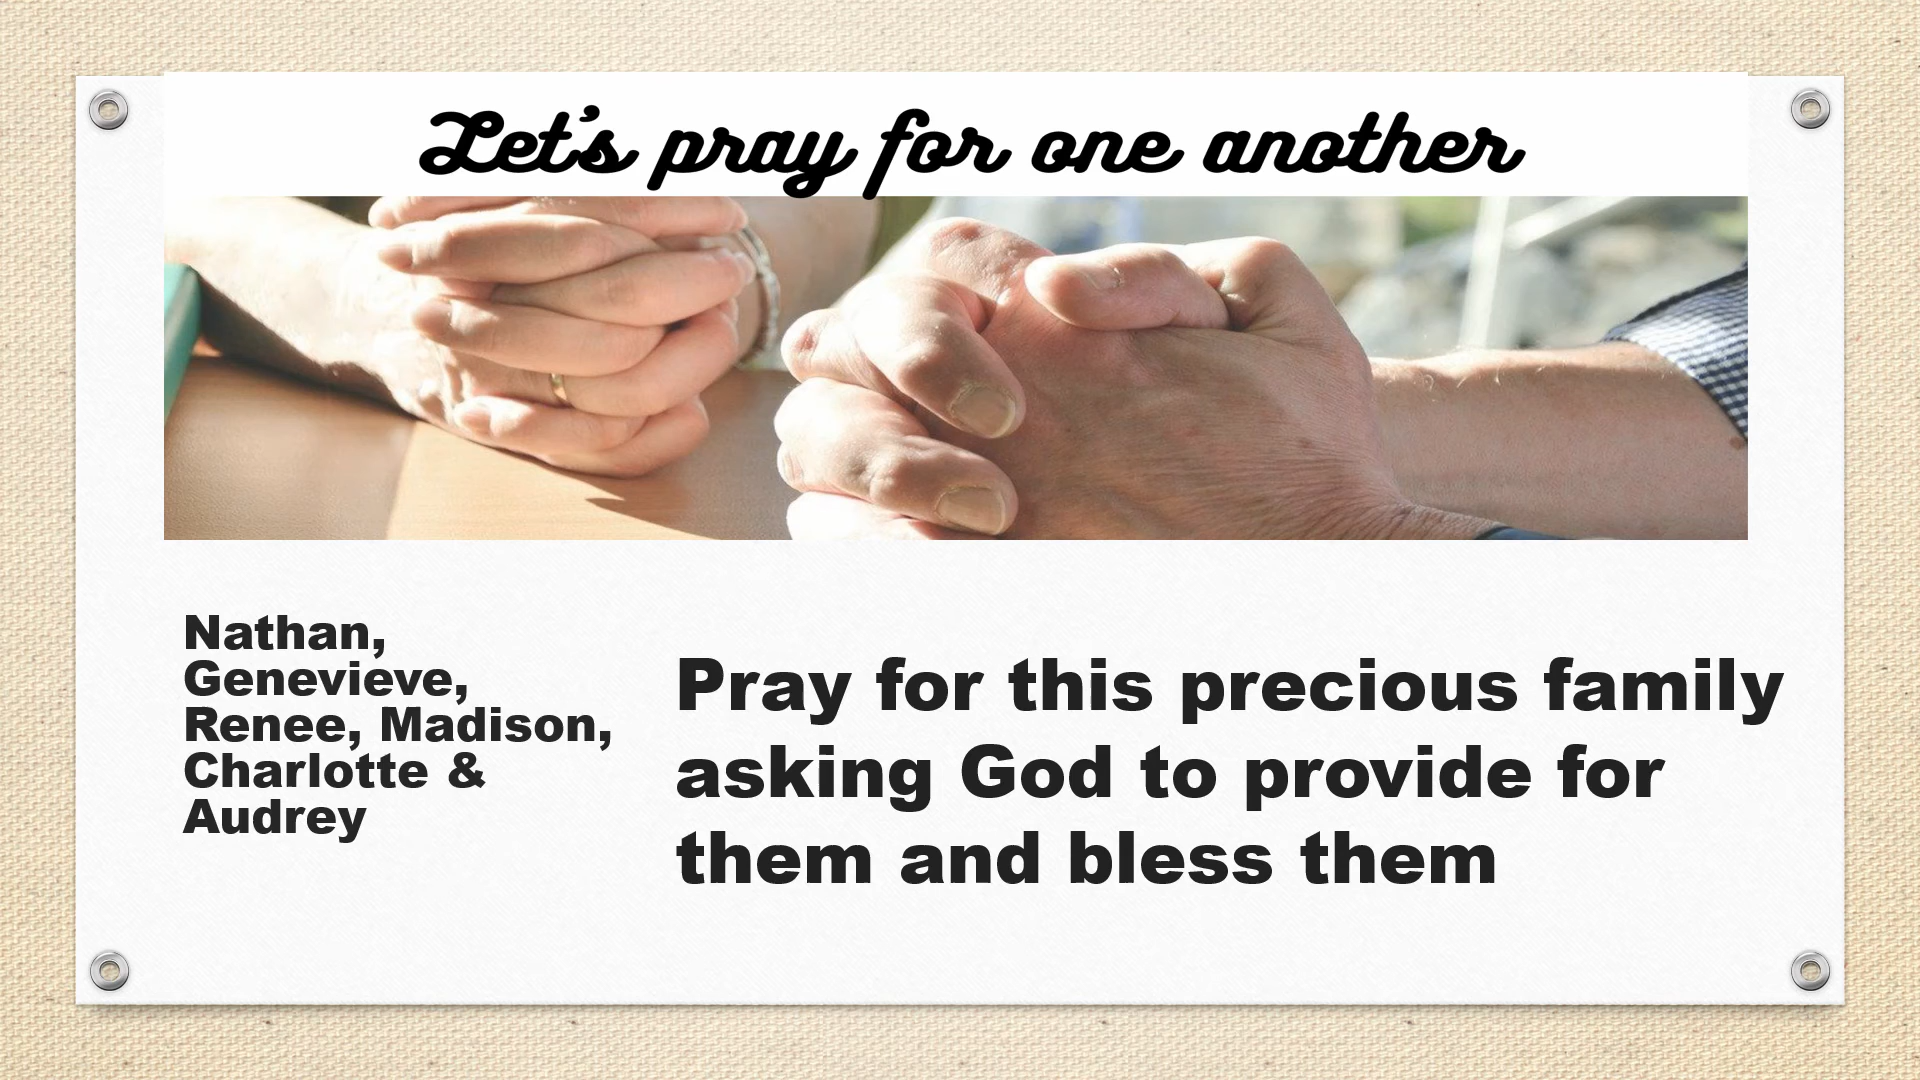 Let's pray for one another
Nathan,
Genevieve,
Renee, Madison,
Charlotte &
Audrey
Pray for this precious family
asking God to provide for
them and bless them